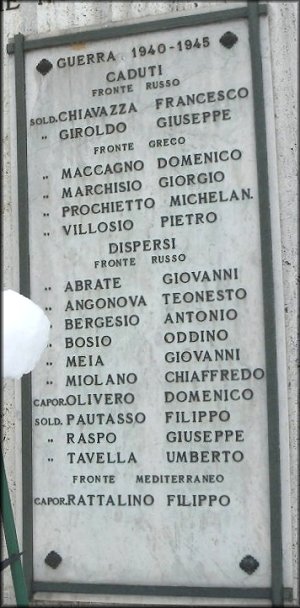 GUERRA 1940-1945
CADUTI
FRONTE RUSSO
SOLD. CHIAVAZZA FRANCESCO
" GIROLDO GIUSEPPE
FRONTE GRECO
" MACCAGNO DOMENICO
" MARCHISIO GIORGIO
" PROCHIETTO MICHELAN.
" VILLOSIO PIETRO
DISPERSI
FRONTE RUSSO
" ABRATE GIOVANNI
" ANGONOVA TEONESTO
" BERGESIO ANTONIO
" BOSIO ODDINO
" MEIA GIOVANNI
" MIOLANO CHIAFFREDO
CAPOR. OLIVERO DOMENICO
SOLD. PAUTASSO FILIPPO
" RASPO GIUSEPPE
" TAVELLA UMBERTO
FRONTE MEDITERRANEO
CAPOR. RATTALINO FILIPPO